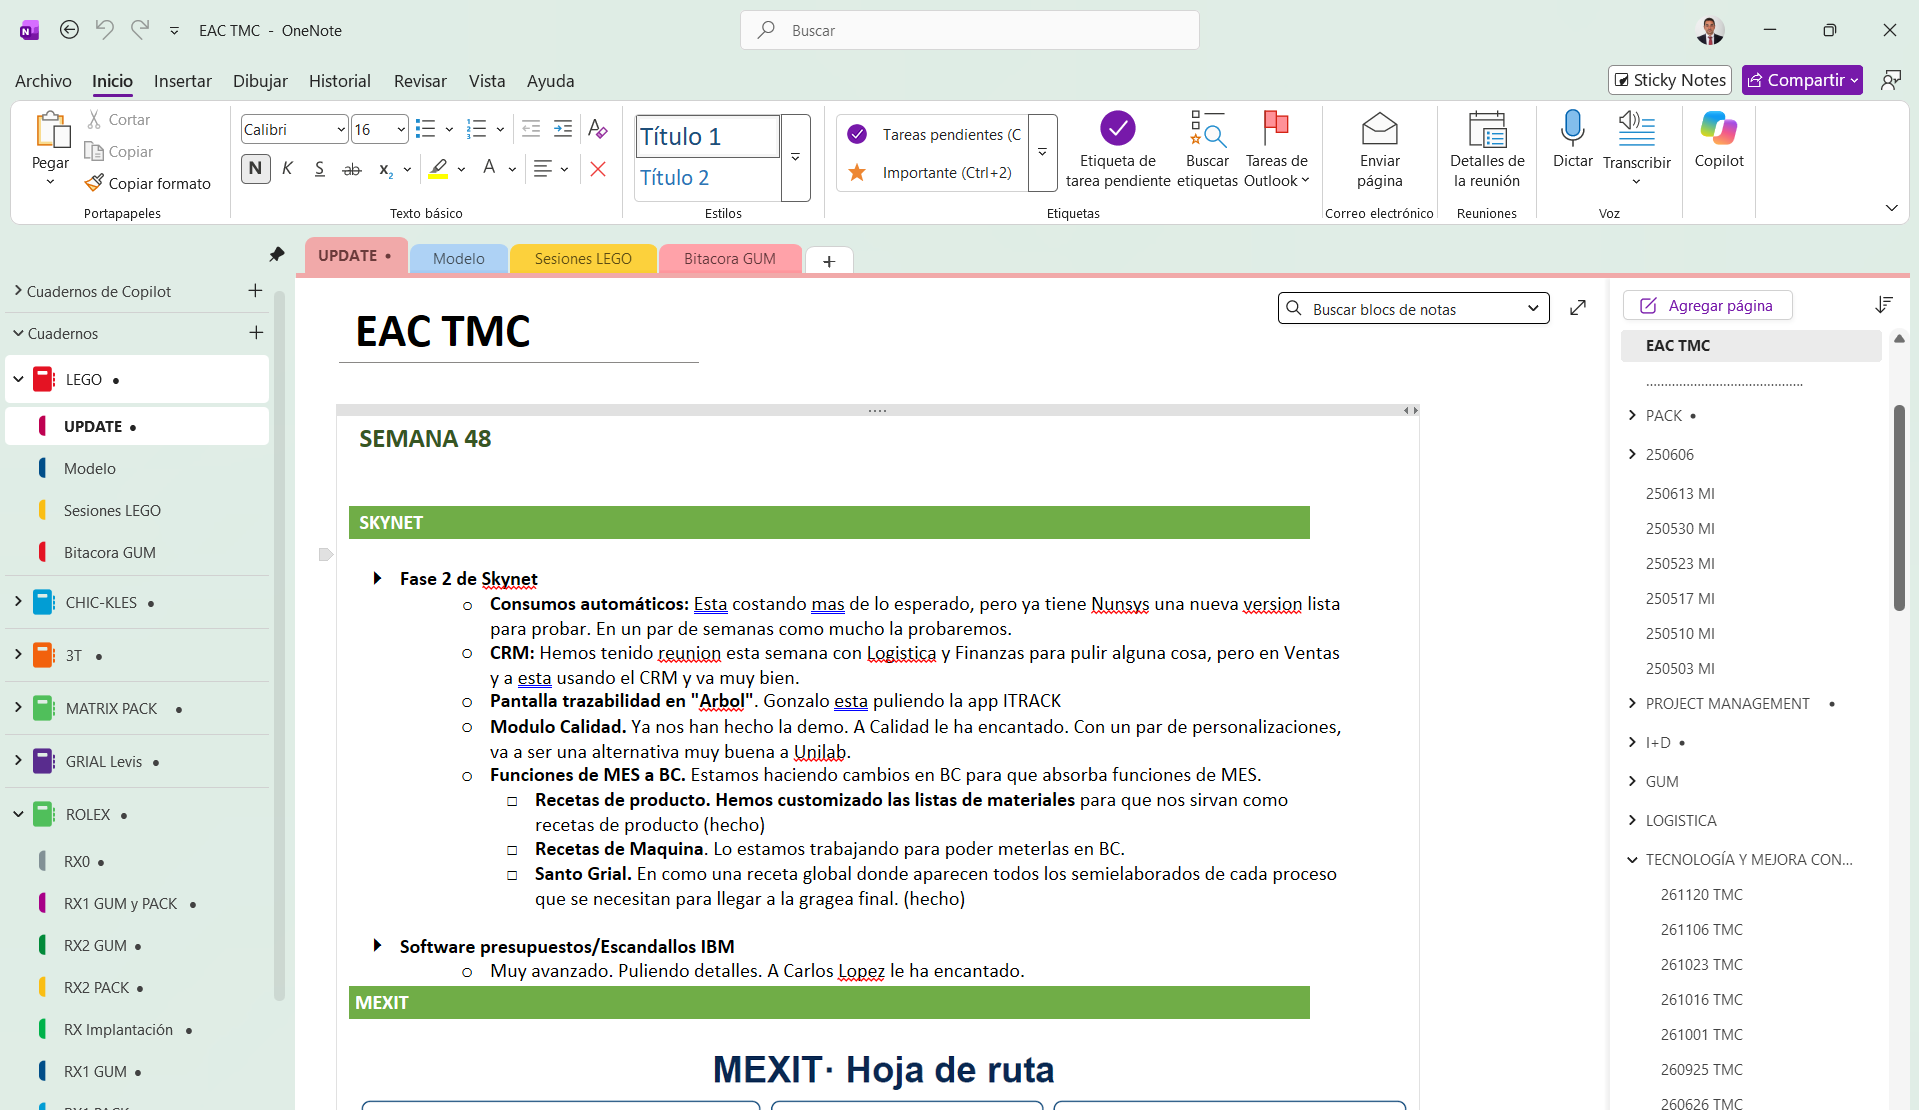 EAC TMC - OneNote
Buscar
Archivo Inicio Insertar Dibujar Historial Revisar Vista Ayuda
Sticky Notes
Compartir
Pegar
Cortar
Copiar
Copiar formato
Portapapeles
Calibri
16
N K S ab x2 A
Texto básico
Título 1
Título 2
Estilos
Tareas pendientes (C
Importante (Ctrl+2)
Etiqueta de
tarea pendiente
Buscar
etiquetas
Tareas de
Outlook
Etiquetas
Enviar
página
Correo electrónico
Detalles de
la reunión
Reuniones
Dictar
Transcribir
Voz
Copilot
UPDATE •
Modelo
Sesiones LEGO
Bitacora GUM
+
Cuadernos de Copilot
Cuadernos
LEGO •
UPDATE •
Modelo
Sesiones LEGO
Bitacora GUM
CHIC-KLES •
3T •
MATRIX PACK •
GRIAL Levis •
ROLEX •
RX0 •
RX1 GUM y PACK •
RX2 GUM •
RX2 PACK •
RX Implantación •
RX1 GUM •
RX1 PACK
EAC TMC
Buscar blocs de notas
SEMANA 48
SKYNET
Fase 2 de Skynet
o Consumos automáticos: Esta costando mas de lo esperado, pero ya tiene Nunsys una nueva version lista
para probar. En un par de semanas como mucho la probaremos.
o CRM: Hemos tenido reunion esta semana con Logistica y Finanzas para pulir alguna cosa, pero en Ventas
y a esta usando el CRM y va muy bien.
o Pantalla trazabilidad en "Arbol". Gonzalo esta puliendo la app ITRACK
o Modulo Calidad. Ya nos han hecho la demo. A Calidad le ha encantado. Con un par de personalizaciones,
va a ser una alternativa muy buena a Unilab.
o Funciones de MES a BC. Estamos haciendo cambios en BC para que absorba funciones de MES.
□ Recetas de producto. Hemos customizado las listas de materiales para que nos sirvan como
recetas de producto (hecho)
□ Recetas de Maquina. Lo estamos trabajando para poder meterlas en BC.
□ Santo Grial. En como una receta global donde aparecen todos los semielaborados de cada proceso
que se necesitan para llegar a la gragea final. (hecho)
Software presupuestos/Escandallos IBM
o Muy avanzado. Puliendo detalles. A Carlos Lopez le ha encantado.
MEXIT
MEXIT· Hoja de ruta
Agregar página
EAC TMC
...........................................
PACK •
250606
250613 MI
250530 MI
250523 MI
250517 MI
250510 MI
250503 MI
PROJECT MANAGEMENT •
I+D •
GUM
LOGISTICA
TECNOLOGÍA Y MEJORA CON...
261120 TMC
261106 TMC
261023 TMC
261016 TMC
261001 TMC
260925 TMC
260626 TMC